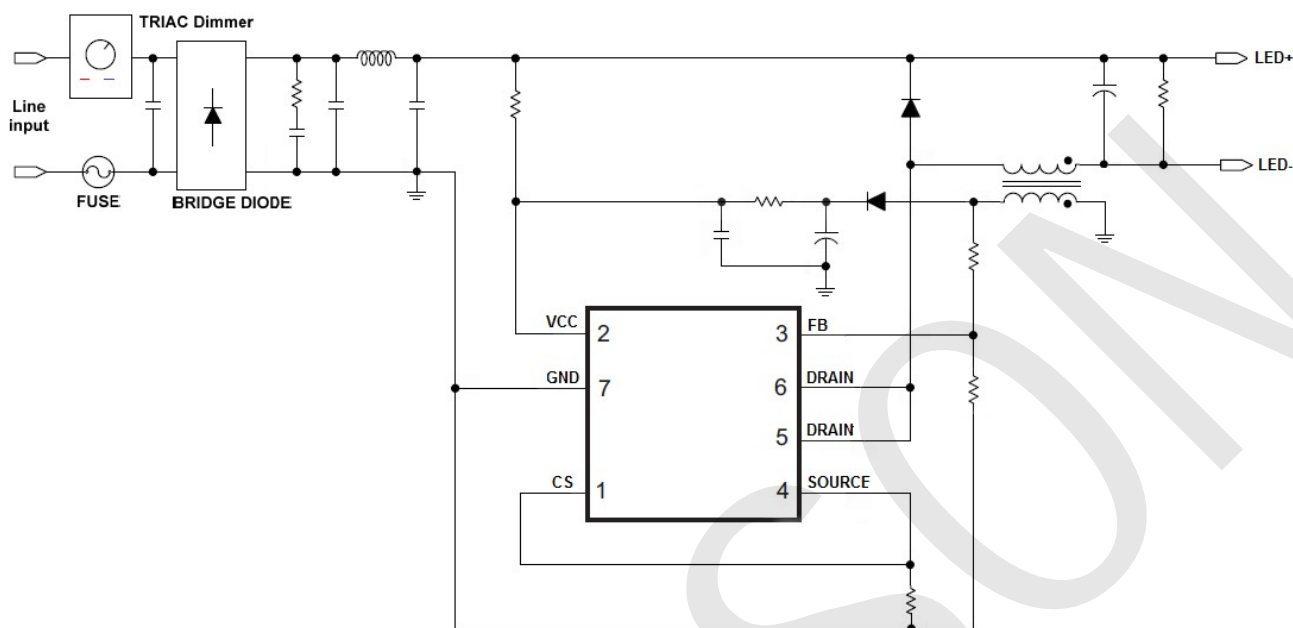 TRIAC Dimmer
LED+
Line
input
LED-
FUSE
BRIDGE DIODE
VCC
2
3
FB
GND
7
6
DRAIN
5
DRAIN
CS
1
4
SOURCE
SON